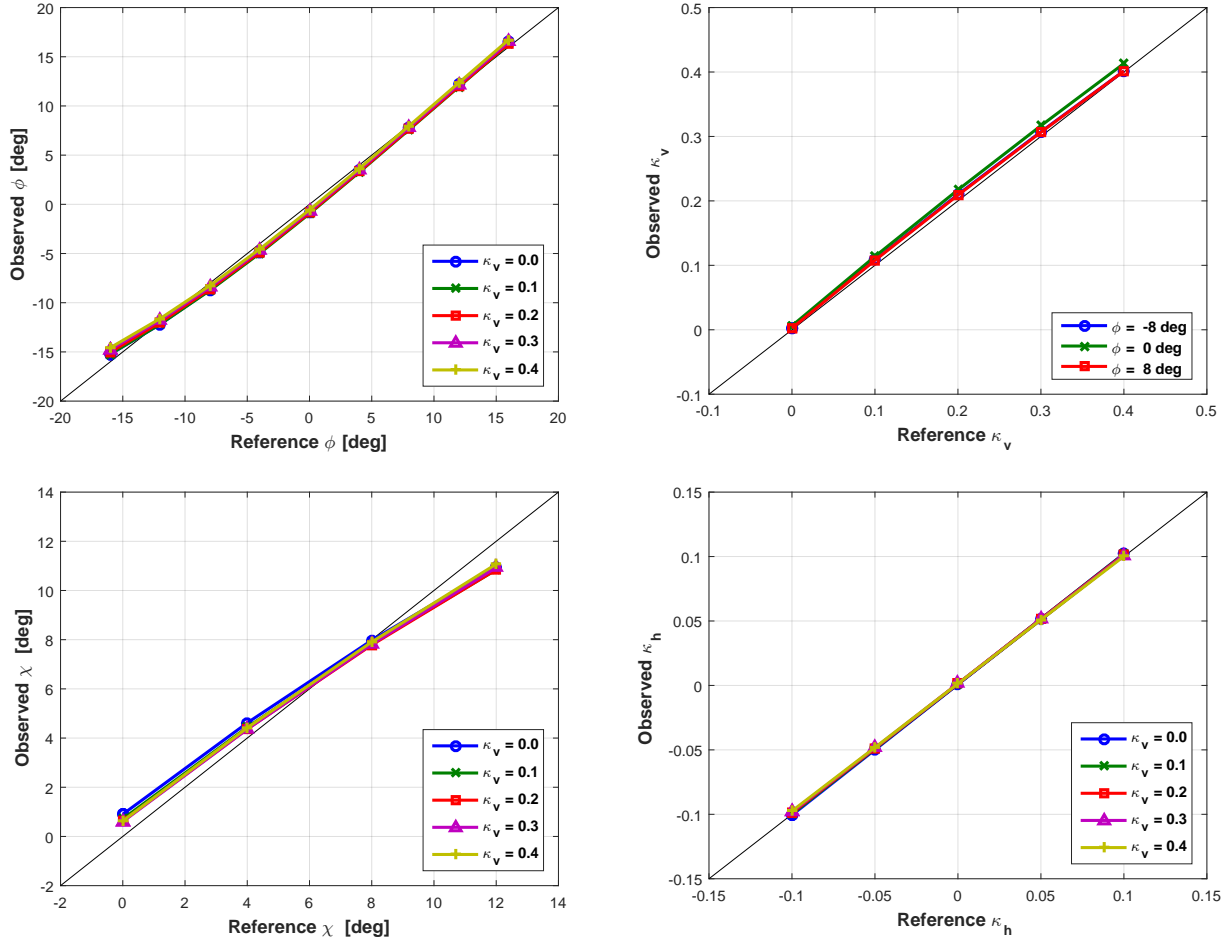 20
15
10
5
0
-5
-10
-15
-20
Observed ϕ [deg]
-20 -15 -10 -5 0 5 10 15 20
Reference ϕ [deg]
κv = 0.0
κv = 0.1
κv = 0.2
κv = 0.3
κv = 0.4
0.5
0.4
0.3
0.2
0.1
0
-0.1
Observed κv
-0.1 0 0.1 0.2 0.3 0.4 0.5
Reference κv
ϕ = -8 deg
ϕ = 0 deg
ϕ = 8 deg
14
12
10
8
6
4
2
0
-2
Observed χ [deg]
-2 0 2 4 6 8 10 12 14
Reference χ [deg]
κv = 0.0
κv = 0.1
κv = 0.2
κv = 0.3
κv = 0.4
0.15
0.1
0.05
0
-0.05
-0.1
-0.15
Observed κh
-0.15 -0.1 -0.05 0 0.05 0.1 0.15
Reference κh
κv = 0.0
κv = 0.1
κv = 0.2
κv = 0.3
κv = 0.4